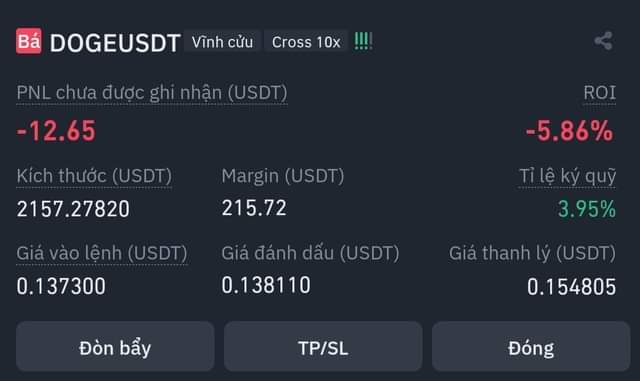 Bá DOGEUSDT Vĩnh cửu Cross 10x
PNL chưa được ghi nhận (USDT) ROI
-12.65 -5.86%
Kích thước (USDT) Margin (USDT) Tỉ lệ ký quỹ
2157.27820 215.72 3.95%
Giá vào lệnh (USDT) Giá đánh dấu (USDT) Giá thanh lý (USDT)
0.137300 0.138110 0.154805
Đòn bẩy TP/SL Đóng